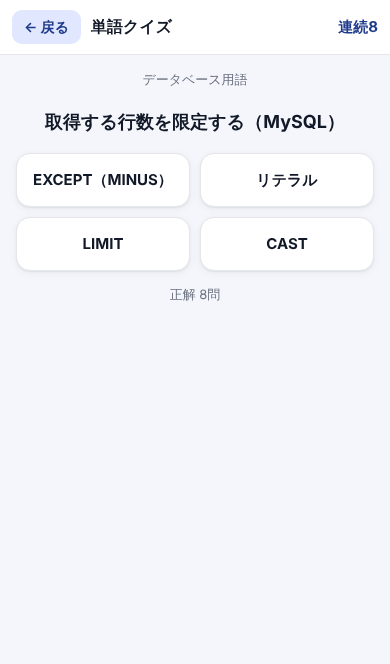 ← 戻る 単語クイズ 連続8
データベース用語
取得する行数を限定する（MySQL）
EXCEPT（MINUS） リテラル
LIMIT CAST
正解 8問